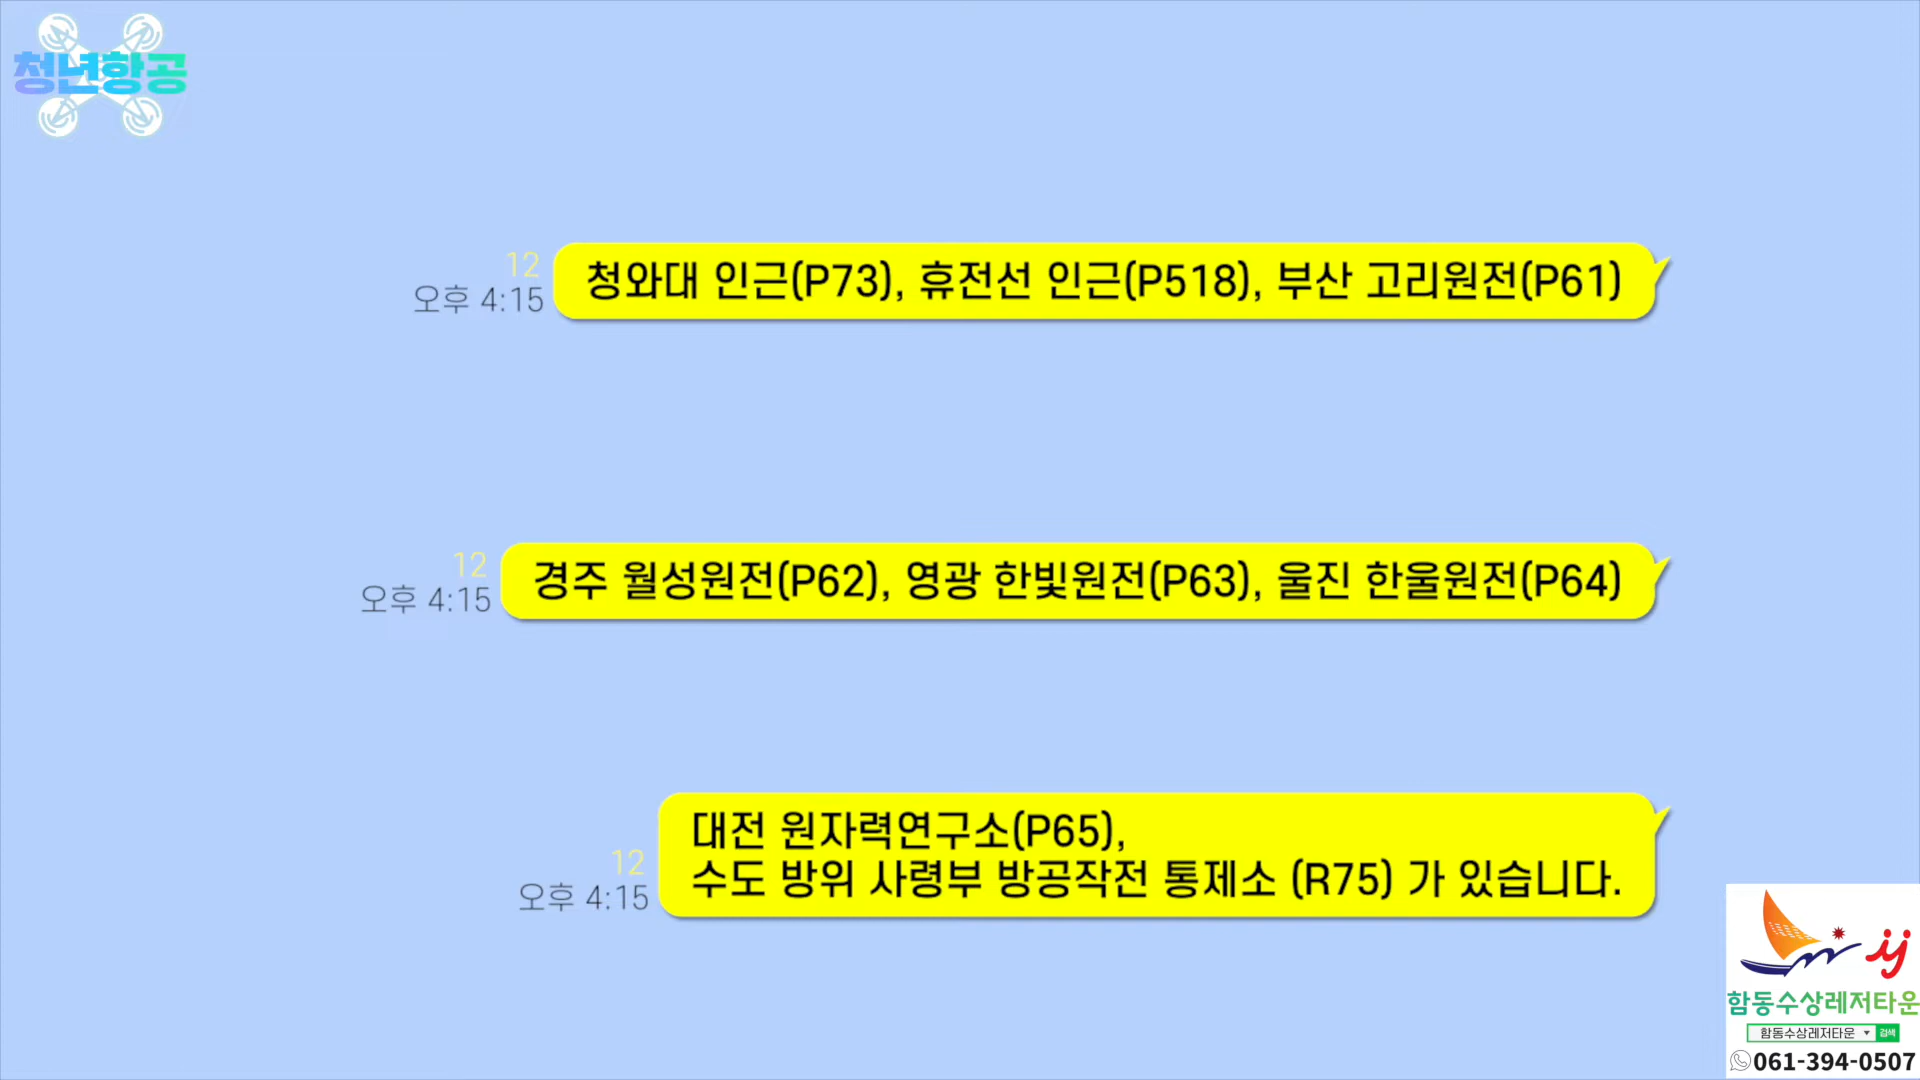 청년항공
12
오후 4:15
청와대 인근(P73), 휴전선 인근(P518), 부산 고리원전(P61)
12
오후 4:15
경주 월성원전(P62), 영광 한빛원전(P63), 울진 한울원전(P64)
12
오후 4:15
대전 원자력연구소(P65),
수도 방위 사령부 방공작전 통제소 (R75) 가 있습니다.
ij
함동수상레저타운
함동수상레저타운 검색
061-394-0507